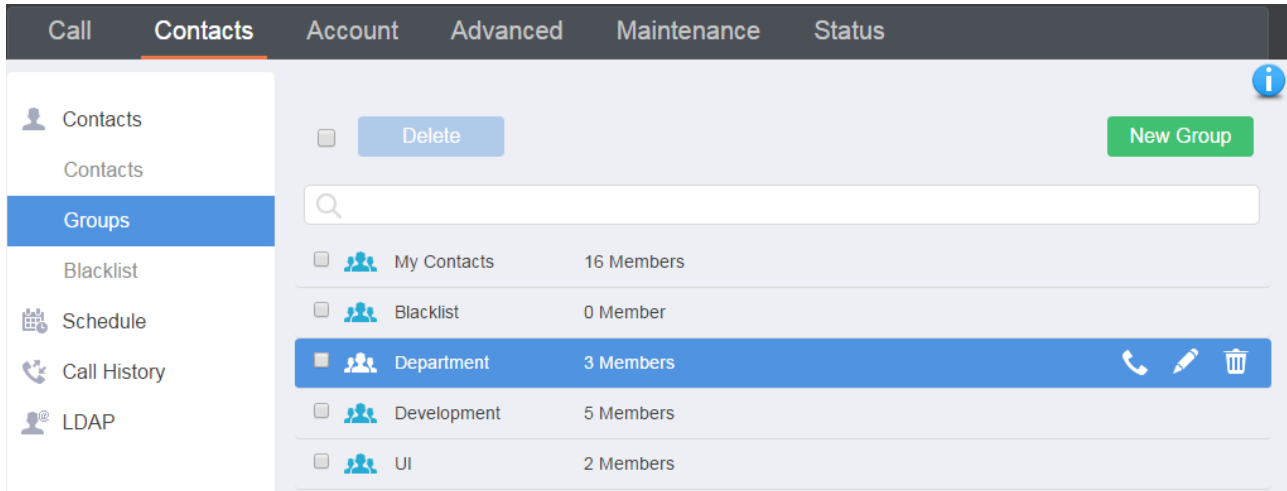 Call Contacts Account Advanced Maintenance Status
i
Contacts
Contacts
Groups
Blacklist
Schedule
Call History
LDAP
Delete New Group
My Contacts 16 Members
Blacklist 0 Member
Department 3 Members
Development 5 Members
UI 2 Members